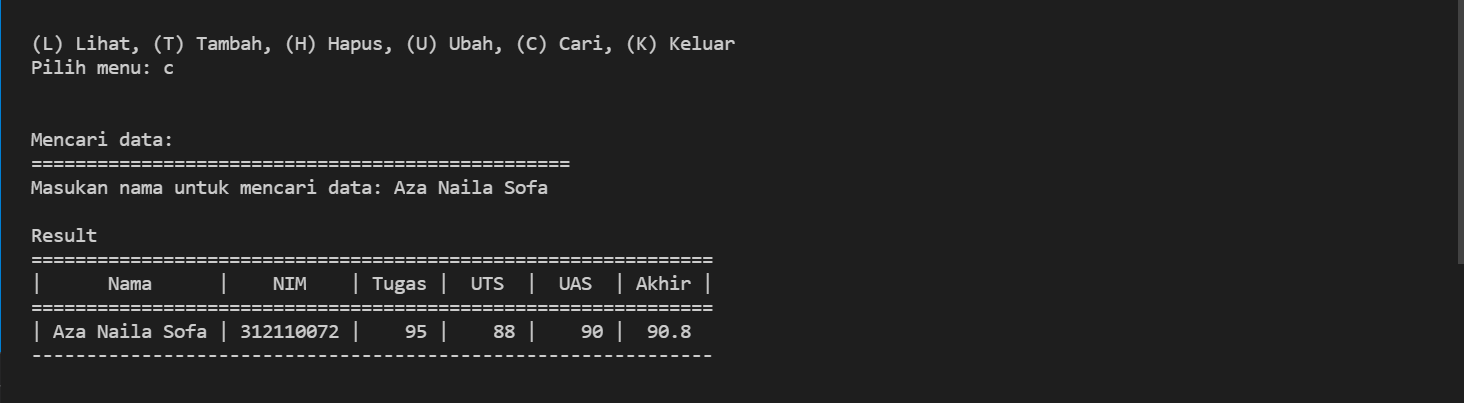 (L) Lihat, (T) Tambah, (H) Hapus, (U) Ubah, (C) Cari, (K) Keluar
Pilih menu: c
Mencari data:
=================================================
Masukan nama untuk mencari data: Aza Naila Sofa
Result
==============================================================
|      Nama      |    NIM    | Tugas |  UTS  |  UAS  | Akhir |
==============================================================
| Aza Naila Sofa | 312110072 |    95 |    88 |    90 |  90.8
--------------------------------------------------------------